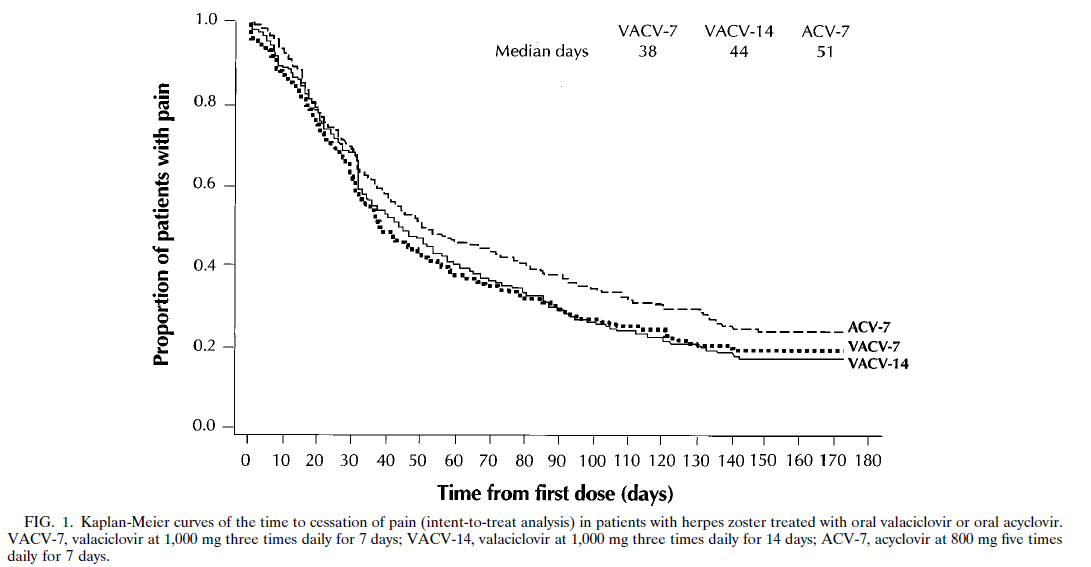 VACV-7 VACV-14 ACV-7
Median days 38 44 51
Proportion of patients with pain
1.0
0.8
0.6
0.4
0.2
0.0
ACV-7
VACV-7
VACV-14
0 10 20 30 40 50 60 70 80 90 100 110 120 130 140 150 160 170 180
Time from first dose (days)
FIG. 1. Kaplan-Meier curves of the time to cessation of pain (intent-to-treat analysis) in patients with herpes zoster treated with oral valaciclovir or oral acyclovir.
VACV-7, valaciclovir at 1,000 mg three times daily for 7 days; VACV-14, valaciclovir at 1,000 mg three times daily for 14 days; ACV-7, acyclovir at 800 mg five times
daily for 7 days.